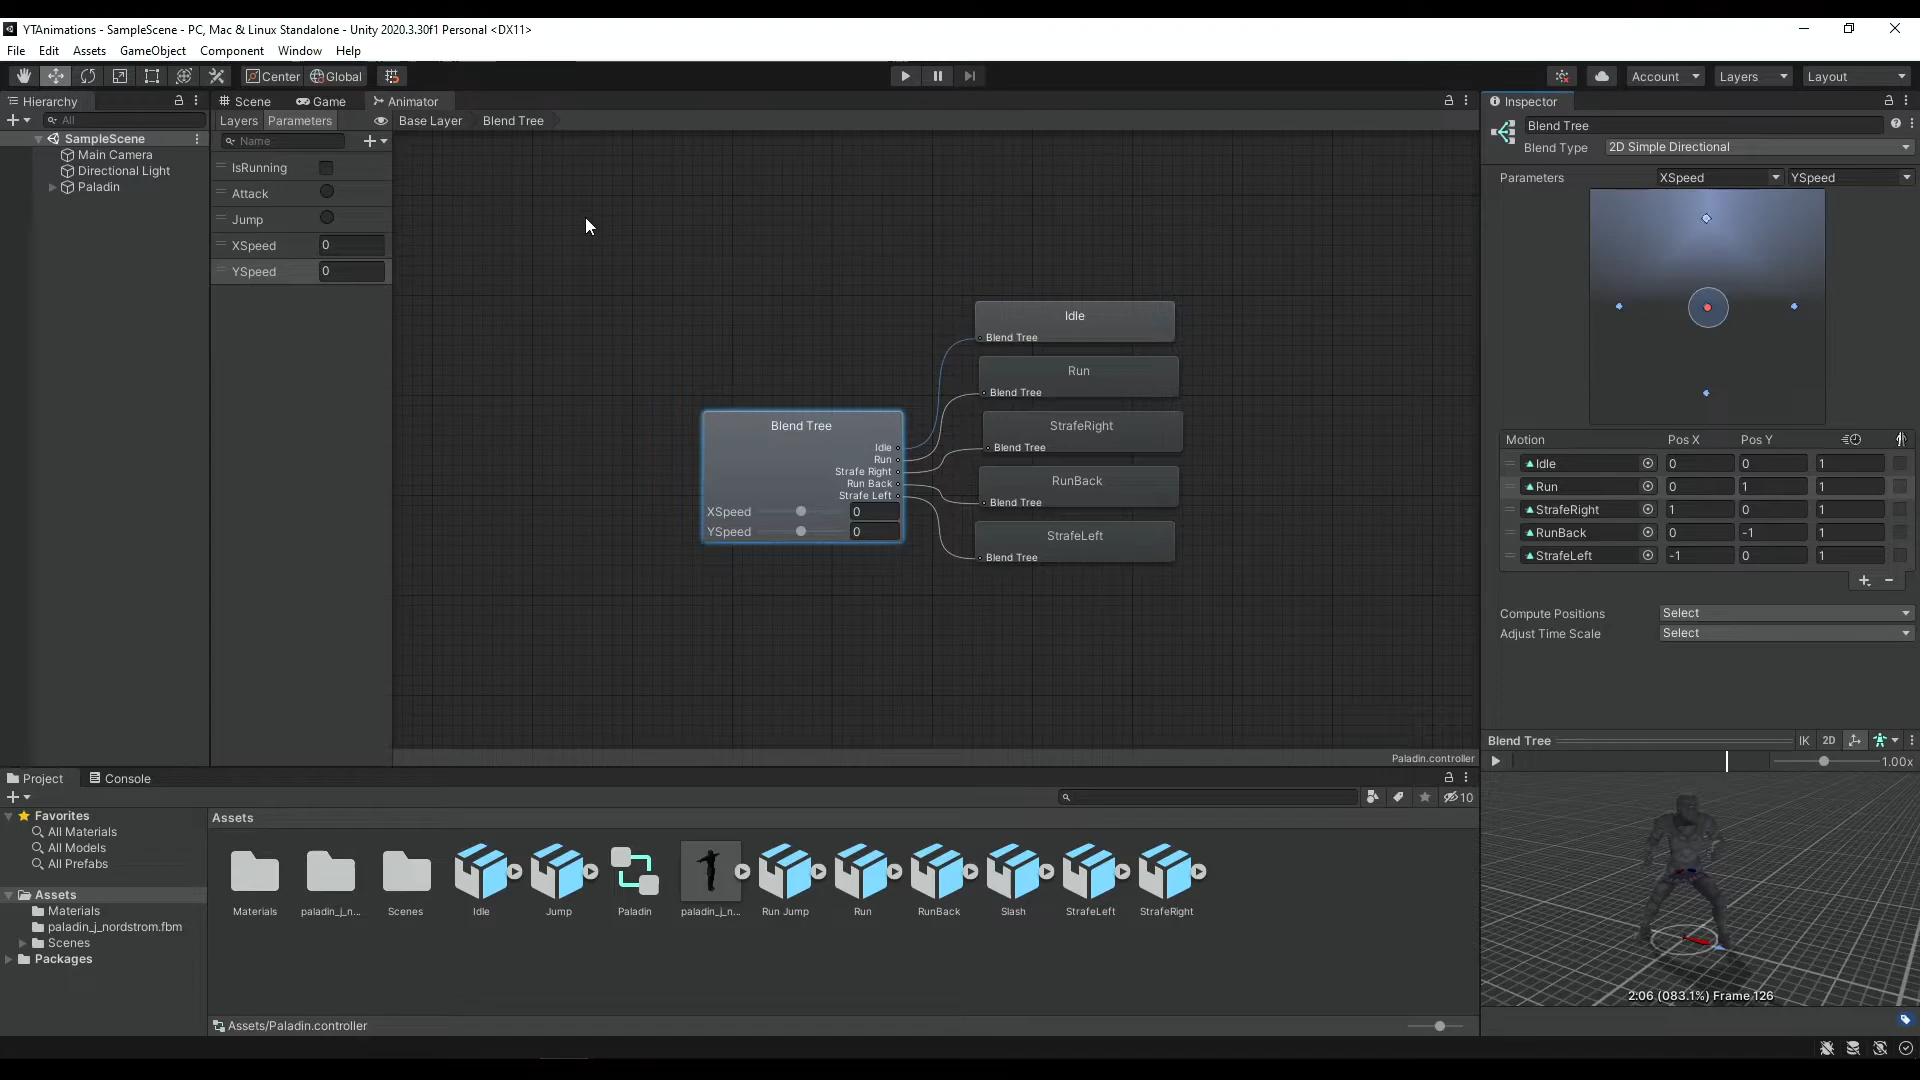 YTAnimations - SampleScene - PC, Mac & Linux Standalone - Unity 2020.3.30f1 Personal <DX11>
File Edit Assets GameObject Component Window Help
Center Global
Account Layers Layout
Hierarchy
All
SampleScene
Main Camera
Directional Light
Paladin
Scene Game Animator
Layers Parameters Base Layer Blend Tree
Name
IsRunning
Attack
Jump
XSpeed 0
YSpeed 0
Blend Tree
Idle
Run
Strafe Right
Run Back
Strafe Left
XSpeed 0
YSpeed 0
Idle
Blend Tree
Run
Blend Tree
StrafeRight
Blend Tree
RunBack
Blend Tree
StrafeLeft
Blend Tree
Paladin.controller
Inspector
Blend Tree
Blend Type 2D Simple Directional
Parameters XSpeed YSpeed
Motion Pos X Pos Y
Idle 0 0 1
Run 0 1 1
StrafeRight 1 0 1
RunBack 0 -1 1
StrafeLeft -1 0 1
Compute Positions Select
Adjust Time Scale Select
Blend Tree IK 2D
1.00x
2:06 (083.1%) Frame 126
Project Console
10
Favorites
All Materials
All Models
All Prefabs
Assets
Materials
paladin_j_nordstrom.fbm
Scenes
Packages
Assets
Materials paladin_j_n... Scenes Idle Jump Paladin paladin_j_n... Run Jump Run RunBack Slash StrafeLeft StrafeRight
Assets/Paladin.controller